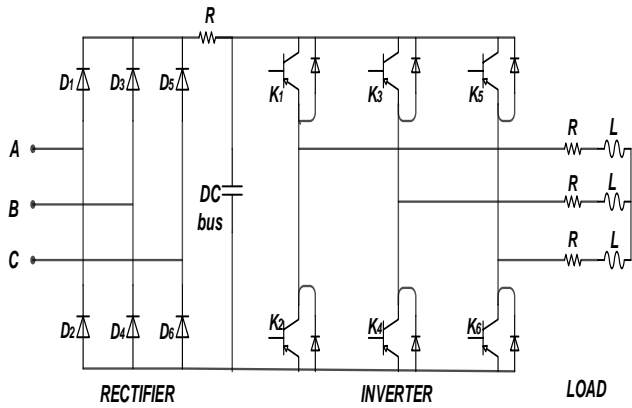 R
D1 D3 D5
K1 K3 K5
A
B
C
R L
R L
R L
DC
bus
D2 D4 D6
K2 K4 K6
RECTIFIER INVERTER LOAD